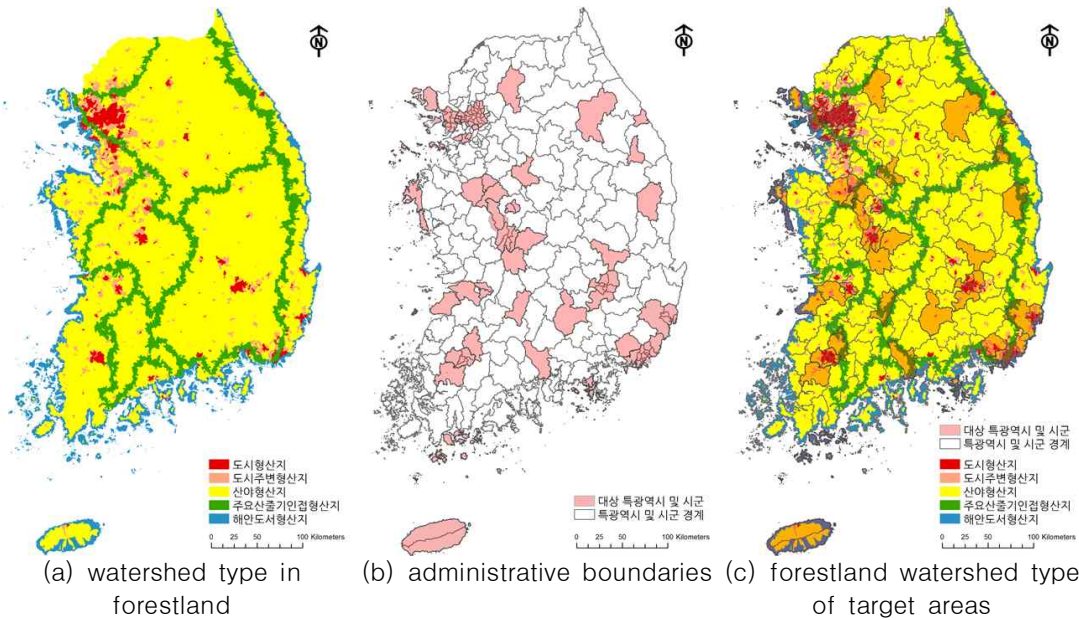 N
도시형산지
도시주변형산지
산야형산지
주요산줄기인접형산지
해안도서형산지
0 25 50 100 Kilometers
(a) watershed type in
forestland
N
대상 특광역시 및 시군
특광역시 및 시군 경계
0 25 50 100 Kilometers
(b) administrative boundaries
N
대상 특광역시 및 시군
특광역시 및 시군 경계
도시형산지
도시주변형산지
산야형산지
주요산줄기인접형산지
해안도서형산지
0 25 50 100 Kilometers
(c) forestland watershed type
of target areas